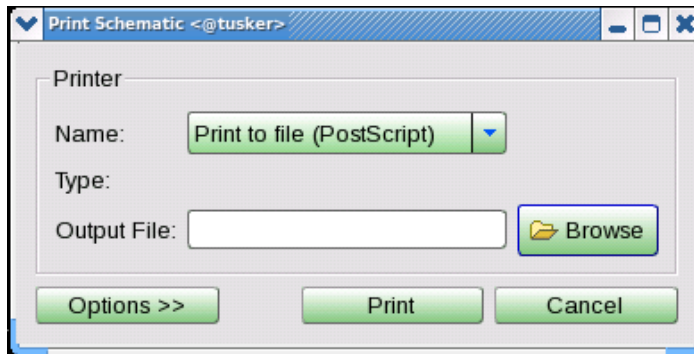 Print Schematic <@tusker>
Printer
Name: Print to file (PostScript)
Type:
Output File: Browse
Options >> Print Cancel